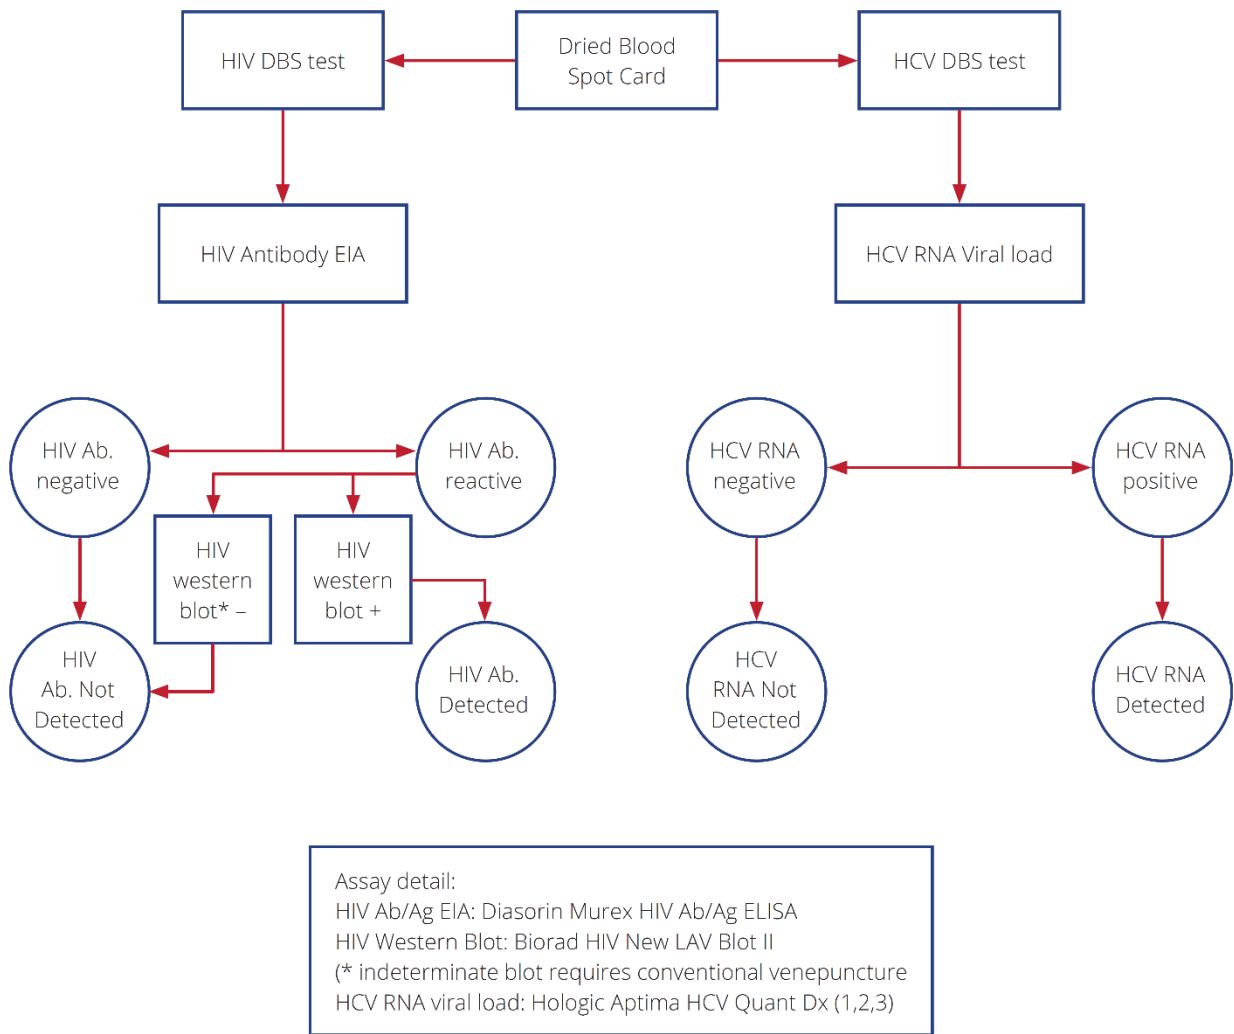 HIV DBS test
Dried Blood
Spot Card
HCV DBS test
HIV Antibody EIA
HCV RNA Viral load
HIV Ab.
negative
HIV Ab.
reactive
HCV RNA
negative
HCV RNA
positive
HIV
western
blot* –
HIV
western
blot +
HIV
Ab. Not
Detected
HIV Ab.
Detected
HCV
RNA Not
Detected
HCV RNA
Detected
Assay detail:
HIV Ab/Ag EIA: Diasorin Murex HIV Ab/Ag ELISA
HIV Western Blot: Biorad HIV New LAV Blot II
(* indeterminate blot requires conventional venepuncture
HCV RNA viral load: Hologic Aptima HCV Quant Dx (1,2,3)